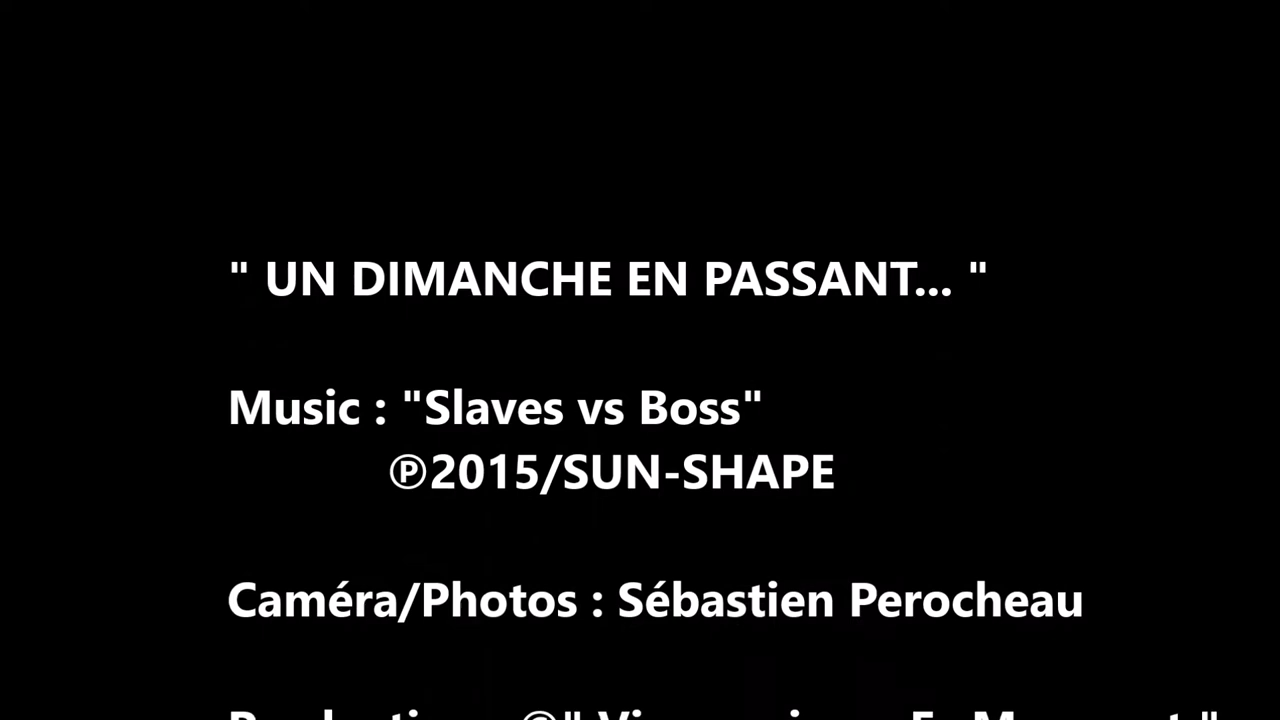 " UN DIMANCHE EN PASSANT... "
Music : "Slaves vs Boss"
℗2015/SUN-SHAPE
Caméra/Photos : Sébastien Perocheau